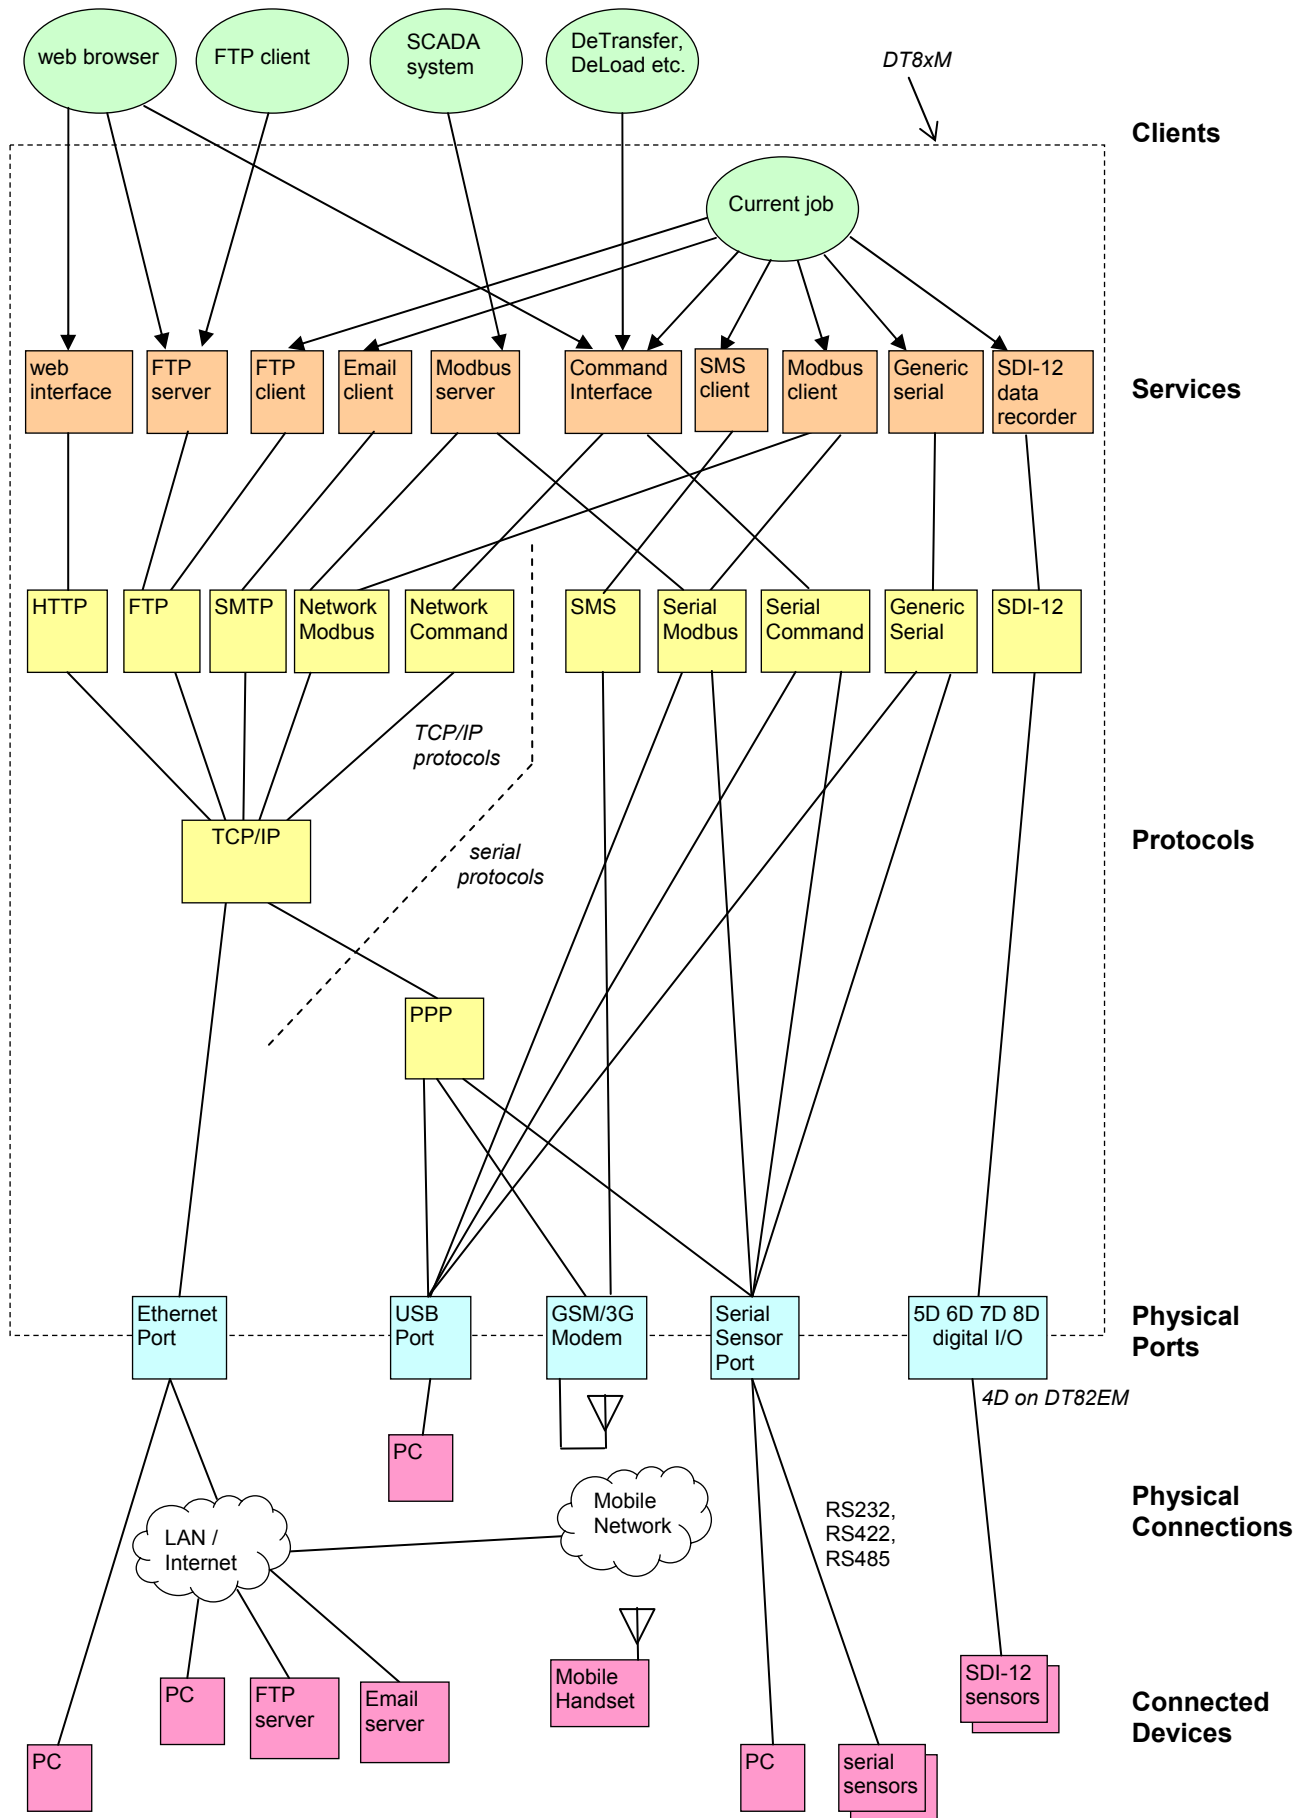 web browser
FTP client
SCADA
system
DeTransfer,
DeLoad etc.
DT8xM
Clients
Current job
web
interface
FTP
server
FTP
client
Email
client
Modbus
server
Command
Interface
SMS
client
Modbus
client
Generic
serial
SDI-12
data
recorder
Services
HTTP
FTP
SMTP
Network
Modbus
Network
Command
SMS
Serial
Modbus
Serial
Command
Generic
Serial
SDI-12
TCP/IP
protocols
TCP/IP
serial
protocols
Protocols
PPP
Ethernet
Port
USB
Port
GSM/3G
Modem
Serial
Sensor
Port
5D 6D 7D 8D
digital I/O
Physical
Ports
4D on DT82EM
PC
LAN /
Internet
Mobile
Network
RS232,
RS422,
RS485
Physical
Connections
PC
FTP
server
Email
server
Mobile
Handset
SDI-12
sensors
Connected
Devices
PC
PC
serial
sensors